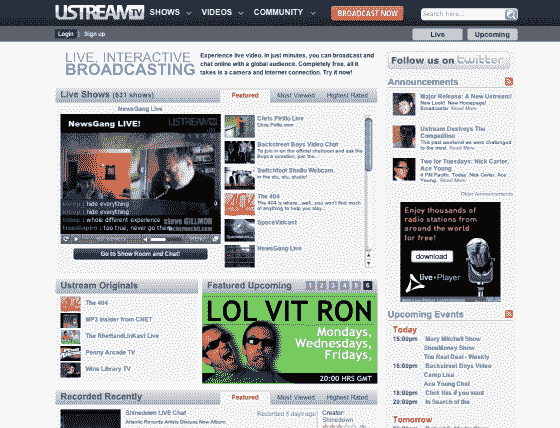 USTREAM TV
SHOWS VIDEOS COMMUNITY BROADCAST NOW Search here...
Login | Sign up Live Upcoming
LIVE, INTERACTIVE
BROADCASTING
Experience live video. In just minutes, you can broadcast and
chat online with a global audience. Completely free, all it
takes is a camera and Internet connection. Try it now!
Live Shows (531 shows) Featured Most Viewed Highest Rated
NewsGang Live
NewsGang LIVE! USTREAM
: hide everything
: hide everything
: whole different experience
: too true, never
steve GILLMOR
Go to Show Room and Chat!
Chris Pirillo Live
Chris.Pirillo.com
Backstreet Boys Video Chat
To join in on the official chatroom and ask the
Boys a question, join the...
Switchfoot Studio Webcam.
in the stu, stu, studio!
The 404
The 404 is where...well...you won't find much
of anything to help you stay...
SpaceVidcast
NewsGang Live
Ustream Originals
The 404
MP3 Insider from CNET
The RhettandLinKast Live
Penny Arcade TV
Wine Library TV
Featured Upcoming 1 2 3 4 5 6
LOL VIT RON
Mondays,
Wednesdays,
Fridays,
20:00 HRS GMT
Recorded Recently Featured Most Viewed Highest Rated
Shinedown LIVE Chat
Atlantic Records Artists Discuss New Album
Recorded 5 days ago
Creator:
Shinedown
Follow us on twitter
Announcements
Major Release: A New Ustream!
New Look! New Homepage!
Broadcaster Read More
Ustream Destroys The
Competition
This past weekend we were challenged
to the most Read More
Two for Tuesdays: Nick Carter,
Ace Young
4 PM Pacific. Today. Nick Carter. Ace
Young. Read More
Older Announcements
Enjoy thousands of
radio stations from
around the world
for free!
download
live Player
Upcoming Events
Today
15:00pm Mary Mitchell Show
ShoeMoney Show
The Real Deal - Weekly
16:00pm Backstreet Boys Video
Camp Lisa
Ace Young Chat
18:00pm Click this if you want
20:00pm In Search of the
Tomorrow